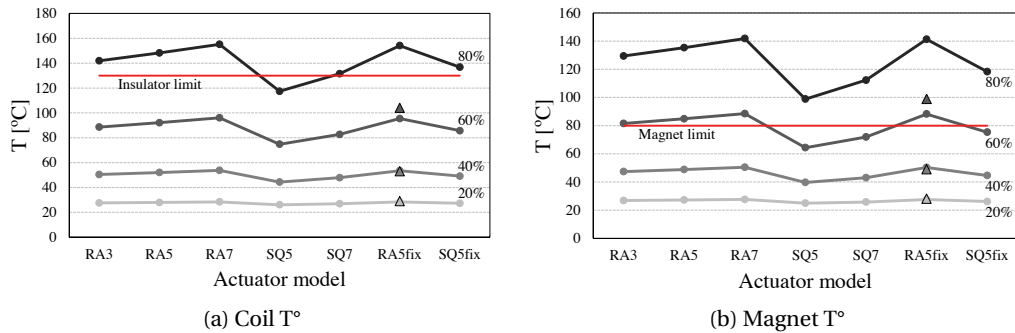 180
160
140
120
100
80
60
40
20
0
T [°C]
Insulator limit
80%
60%
40%
20%
RA3 RA5 RA7 SQ5 SQ7 RA5fix SQ5fix
Actuator model
(a) Coil T°
160
140
120
100
80
60
40
20
0
T [°C]
Magnet limit
80%
60%
40%
20%
RA3 RA5 RA7 SQ5 SQ7 RA5fix SQ5fix
Actuator model
(b) Magnet T°